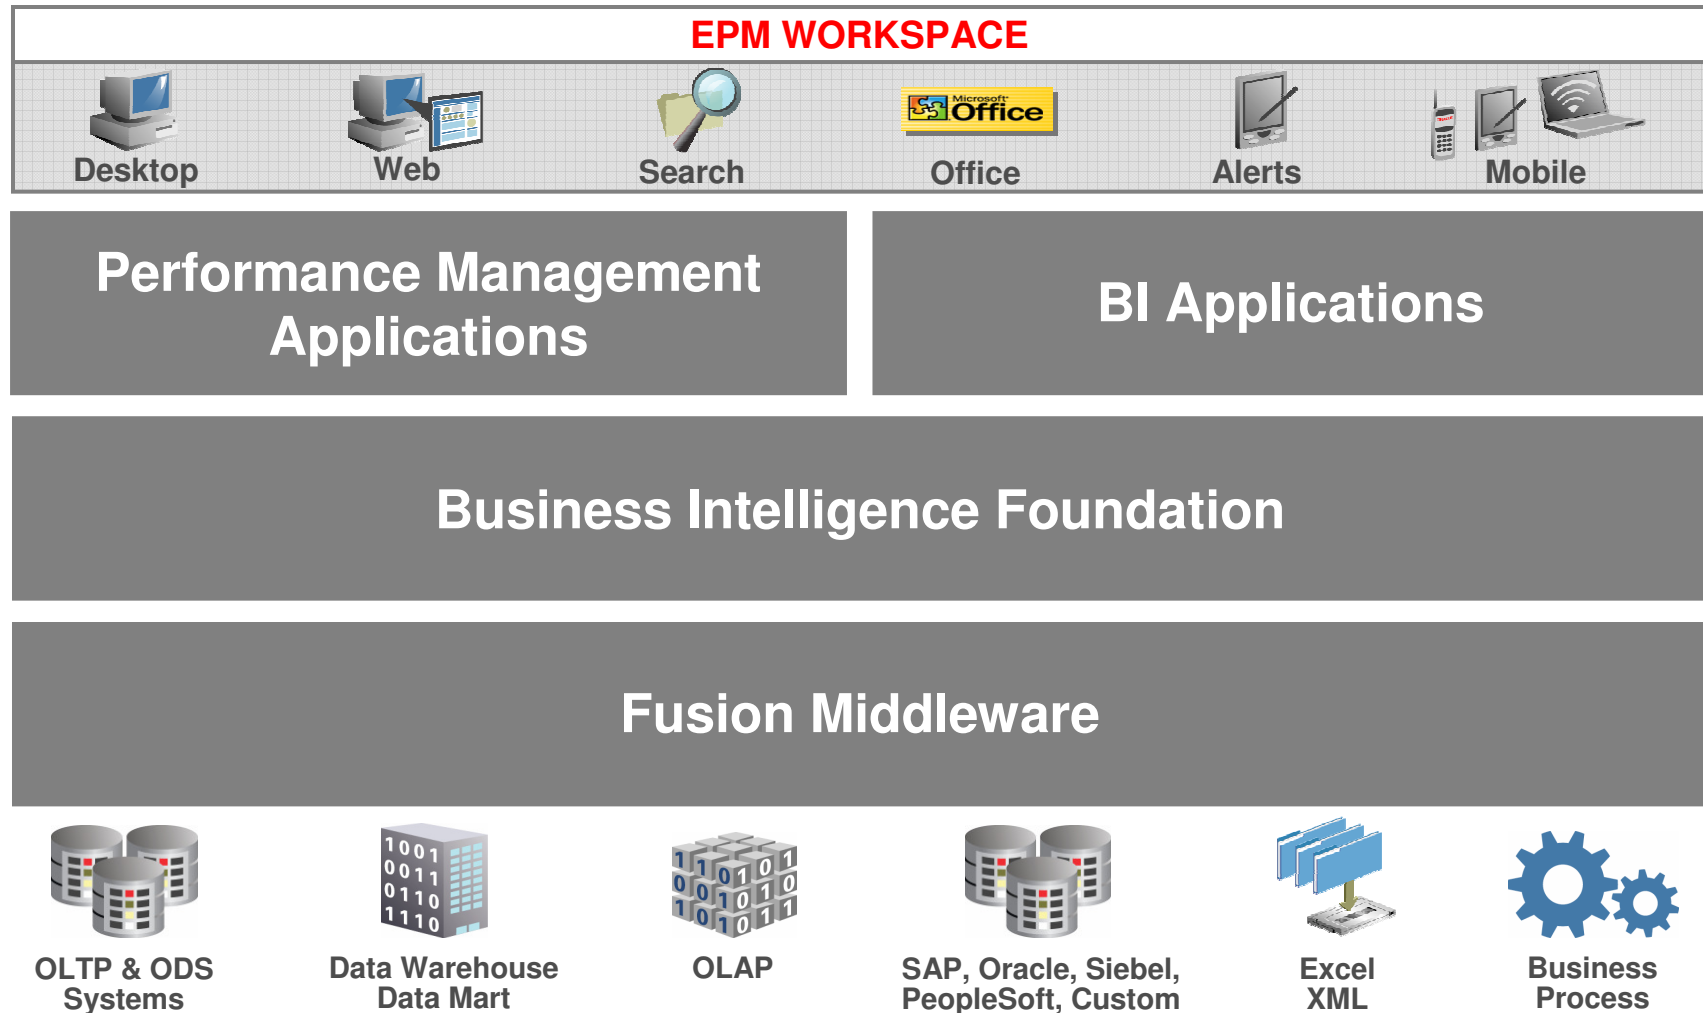 EPM WORKSPACE
Microsoft
Office
Desktop
Web
Search
Office
Alerts
Mobile
Performance Management
Applications
BI Applications
Business Intelligence Foundation
Fusion Middleware
1001
0011
0110
1110
OLTP & ODS
Systems
Data Warehouse
Data Mart
OLAP
SAP, Oracle, Siebel,
PeopleSoft, Custom
Excel
XML
Business
Process